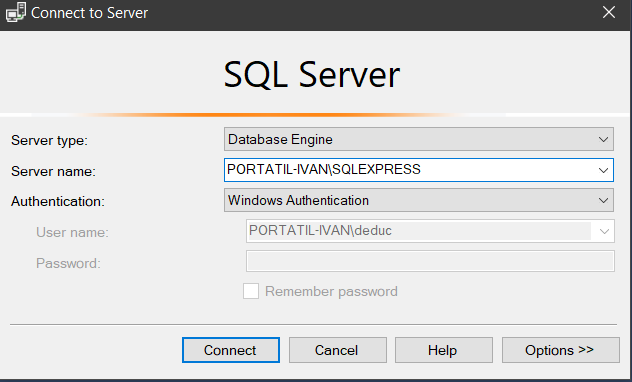 Connect to Server
SQL Server
Server type: Database Engine
Server name: PORTATIL-IVAN\SQLEXPRESS
Authentication: Windows Authentication
User name: PORTATIL-IVAN\deduc
Password:
Remember password
Connect Cancel Help Options >>